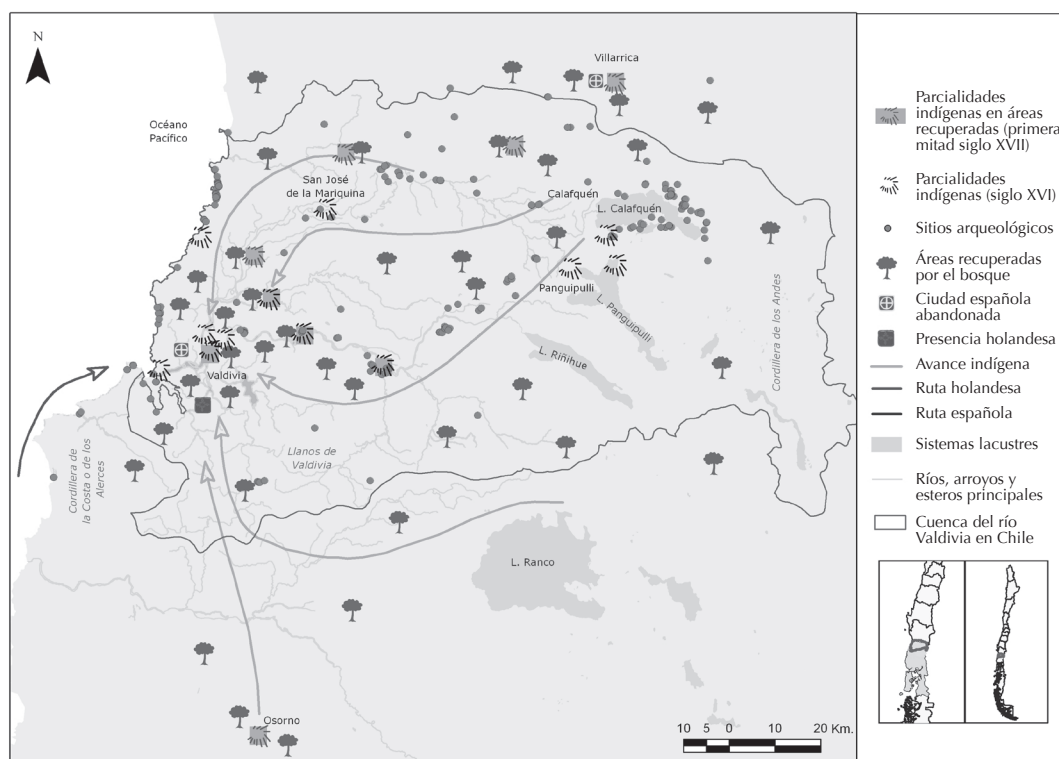 N
Océano
Pacífico
Villarrica
San José
de la Mariquina
Calafquén
L. Calafquén
Panguipulli
L. Panguipulli
L. Riñihue
Cordillera de los Andes
Valdivia
Llanos de
Valdivia
Cordillera de
la Costa o de los
Alerces
L. Ranco
Osorno
10 5 0 10 20 Km.
Parcialidades
indígenas en áreas
recuperadas (primera
mitad siglo XVII)
Parcialidades
indígenas (siglo XVI)
Sitios arqueológicos
Áreas recuperadas
por el bosque
Ciudad española
abandonada
Presencia holandesa
Avance indígena
Ruta holandesa
Ruta española
Sistemas lacustres
Ríos, arroyos y
esteros principales
Cuenca del río
Valdivia en Chile